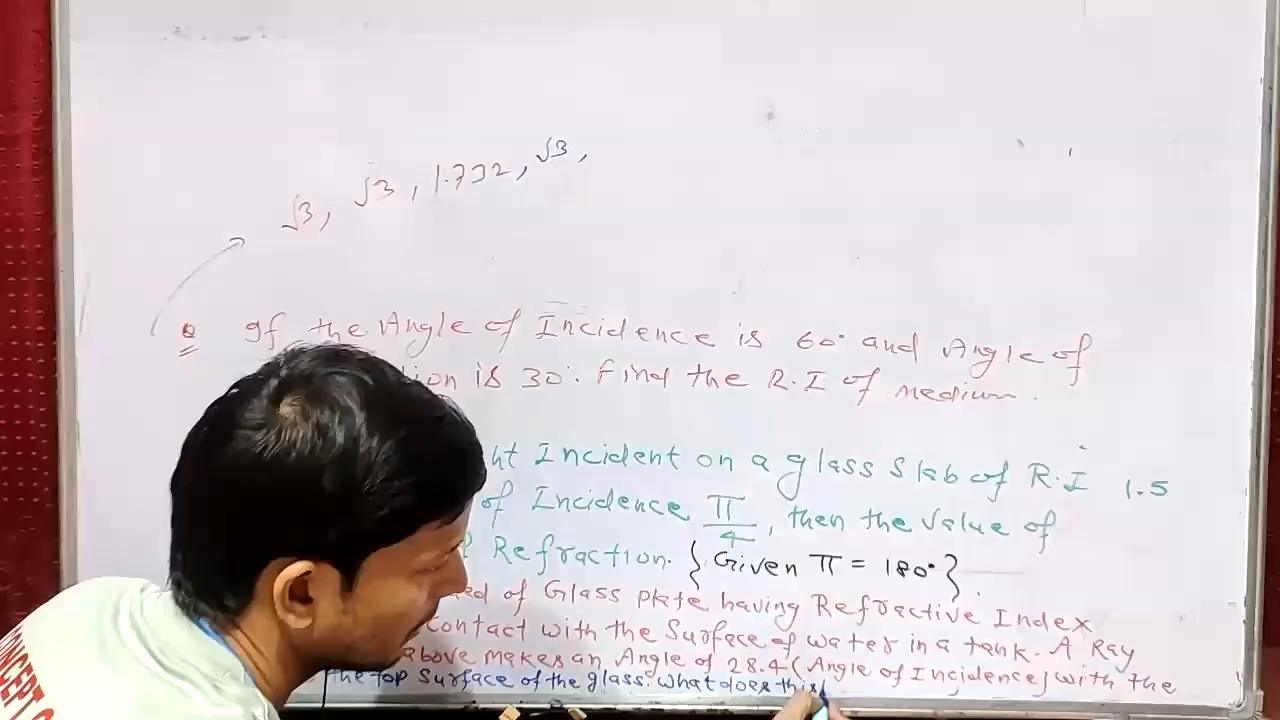 √3, √3, 1.732, √3,
Q If the Angle of Incidence is 60° and Angle of
ion is 30°. Find the R.I of medium.
ht Incident on a glass slab of R.I 1.5
of Incidence π/4, then the value of
Refraction. {Given π = 180°}
ed of Glass plate having Refractive Index
contact with the Surface of water in a tank. A Ray
above makes an Angle of 28.4 (Angle of Incidence) with the
the top Surface of the glass. what does this